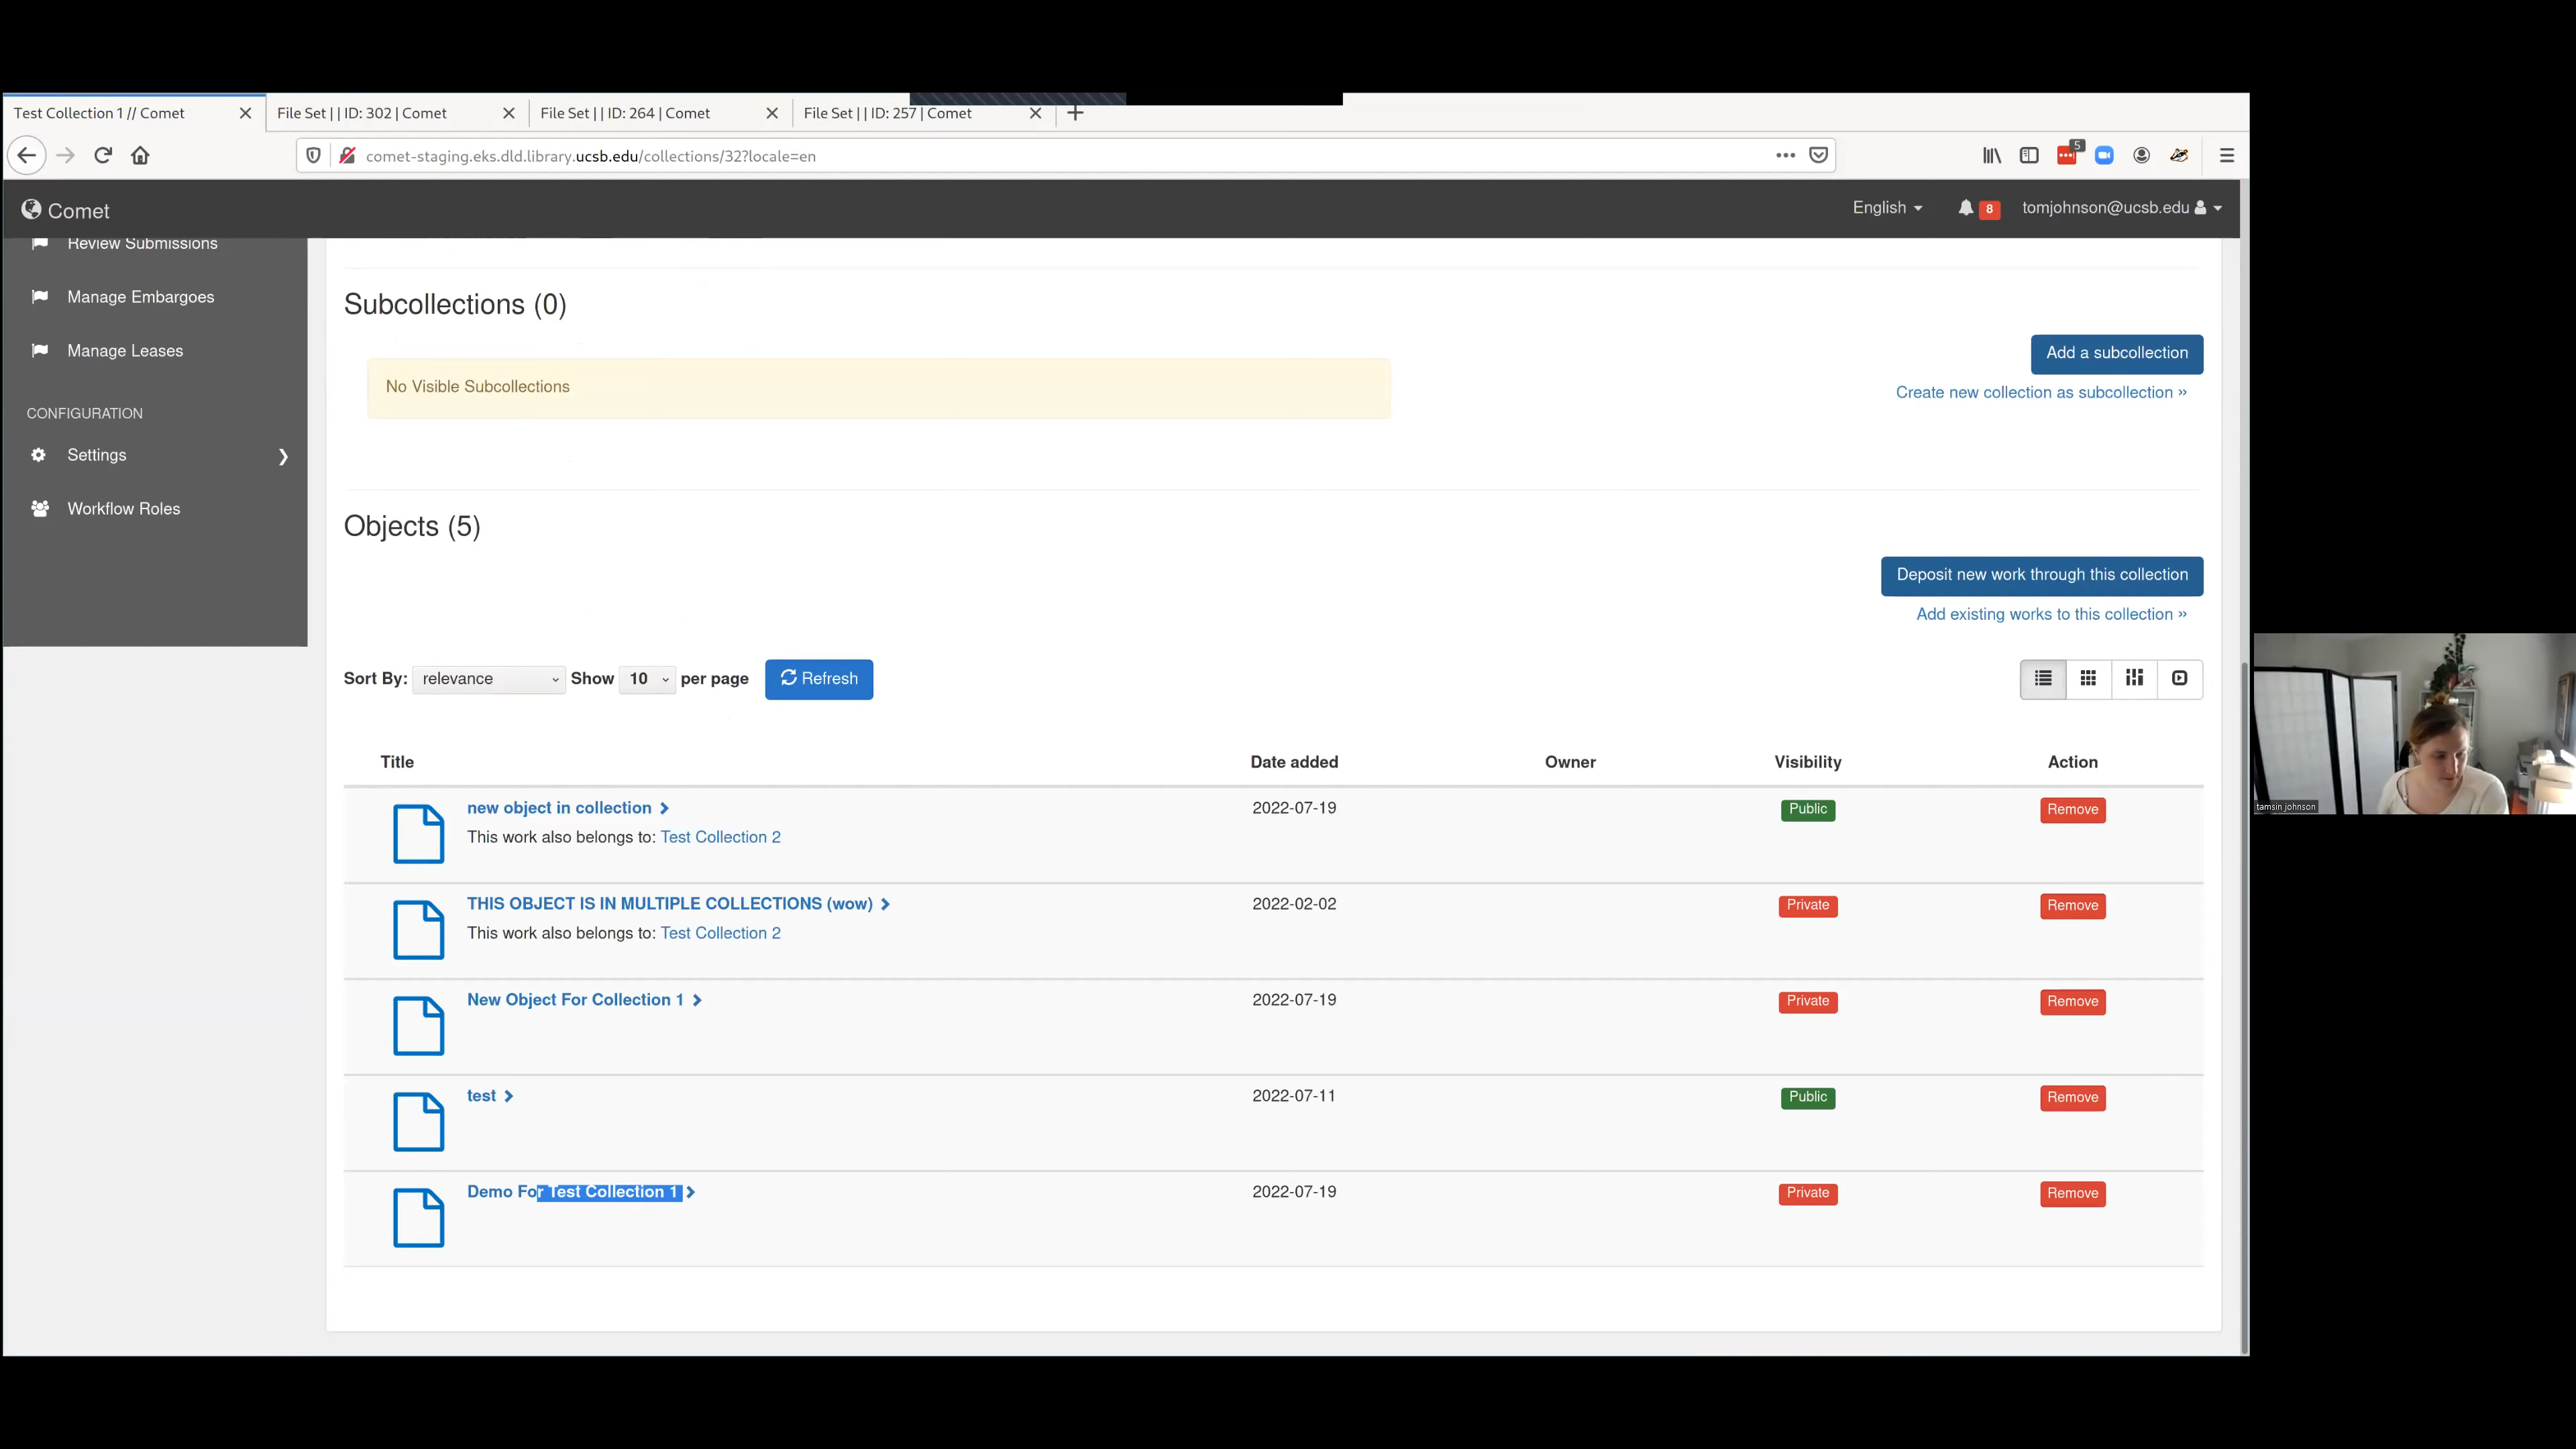 Test Collection 1 // Comet
File Set | | ID: 302 | Comet
File Set | | ID: 264 | Comet
File Set | | ID: 257 | Comet
comet-staging.eks.dld.library.ucsb.edu/collections/32?locale=en
5
Comet
English
8
tomjohnson@ucsb.edu
Review Submissions
Manage Embargoes
Manage Leases
CONFIGURATION
Settings
Workflow Roles
Subcollections (0)
Add a subcollection
No Visible Subcollections
Create new collection as subcollection »
Objects (5)
Deposit new work through this collection
Add existing works to this collection »
Sort By: relevance Show 10 per page Refresh
Title Date added Owner Visibility Action
new object in collection 2022-07-19 Public Remove
This work also belongs to: Test Collection 2
THIS OBJECT IS IN MULTIPLE COLLECTIONS (wow) 2022-02-02 Private Remove
This work also belongs to: Test Collection 2
New Object For Collection 1 2022-07-19 Private Remove
test 2022-07-11 Public Remove
Demo For Test Collection 1 2022-07-19 Private Remove
tamsin johnson